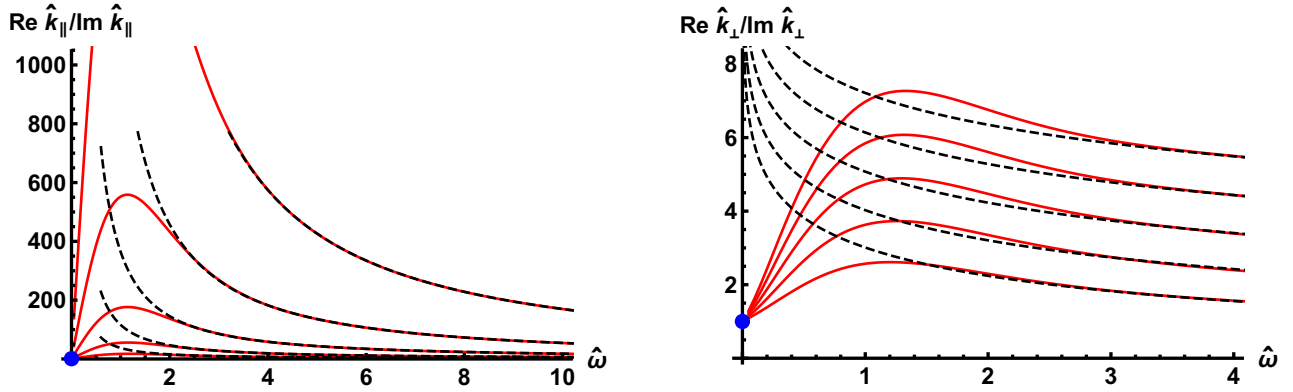 Re k̂∥/Im k̂∥
1000
800
600
400
200
2 4 6 8 10 ω̂
Re k̂⊥/Im k̂⊥
8
6
4
2
1 2 3 4 ω̂